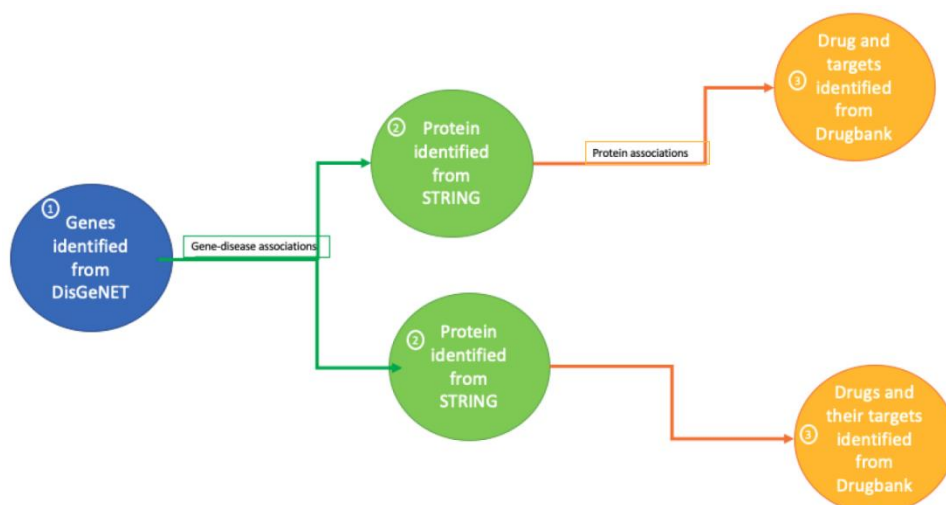 ①
Genes
identified
from
DisGeNET
Gene-disease associations
②
Protein
identified
from
STRING
Protein associations
③
Drug and
targets
identified
from
Drugbank
②
Protein
identified
from
STRING
③
Drugs and
their targets
identified
from
Drugbank